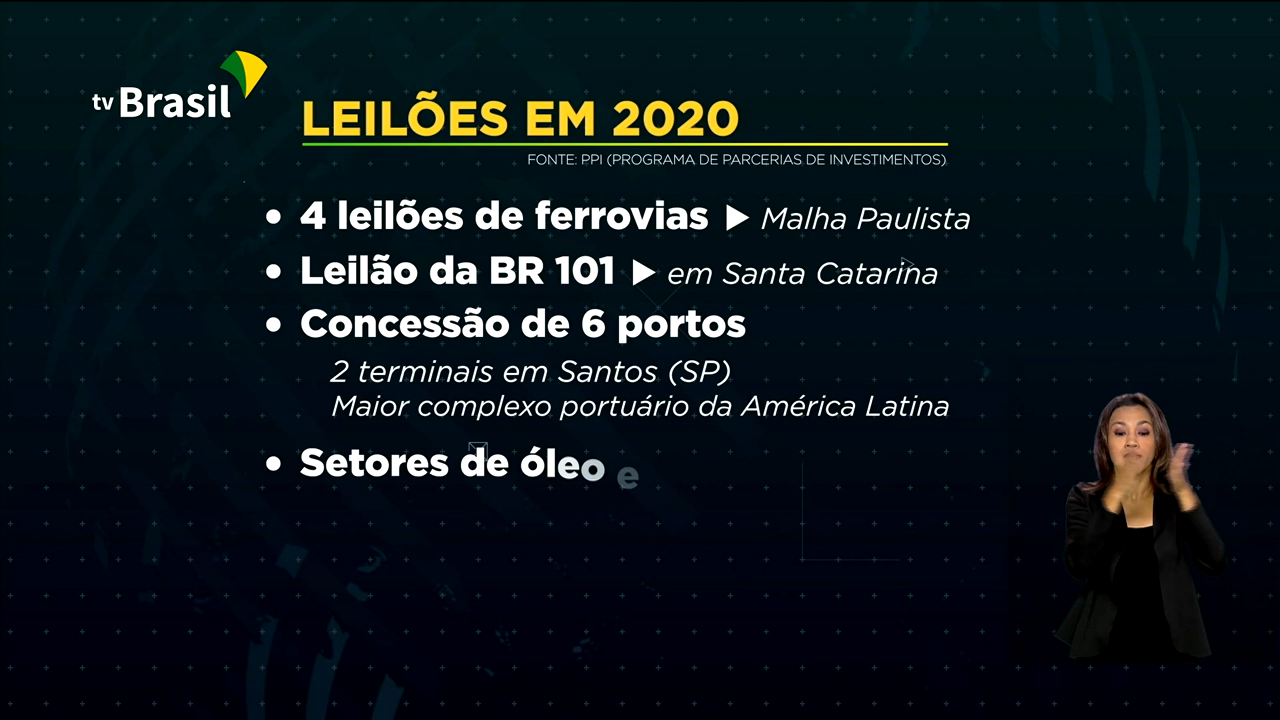 tv Brasil
LEILÕES EM 2020
FONTE: PPI (PROGRAMA DE PARCERIAS DE INVESTIMENTOS)
• 4 leilões de ferrovias ▶ Malha Paulista
• Leilão da BR 101 ▶ em Santa Catarina
• Concessão de 6 portos
2 terminais em Santos (SP)
Maior complexo portuário da América Latina
• Setores de óleo e